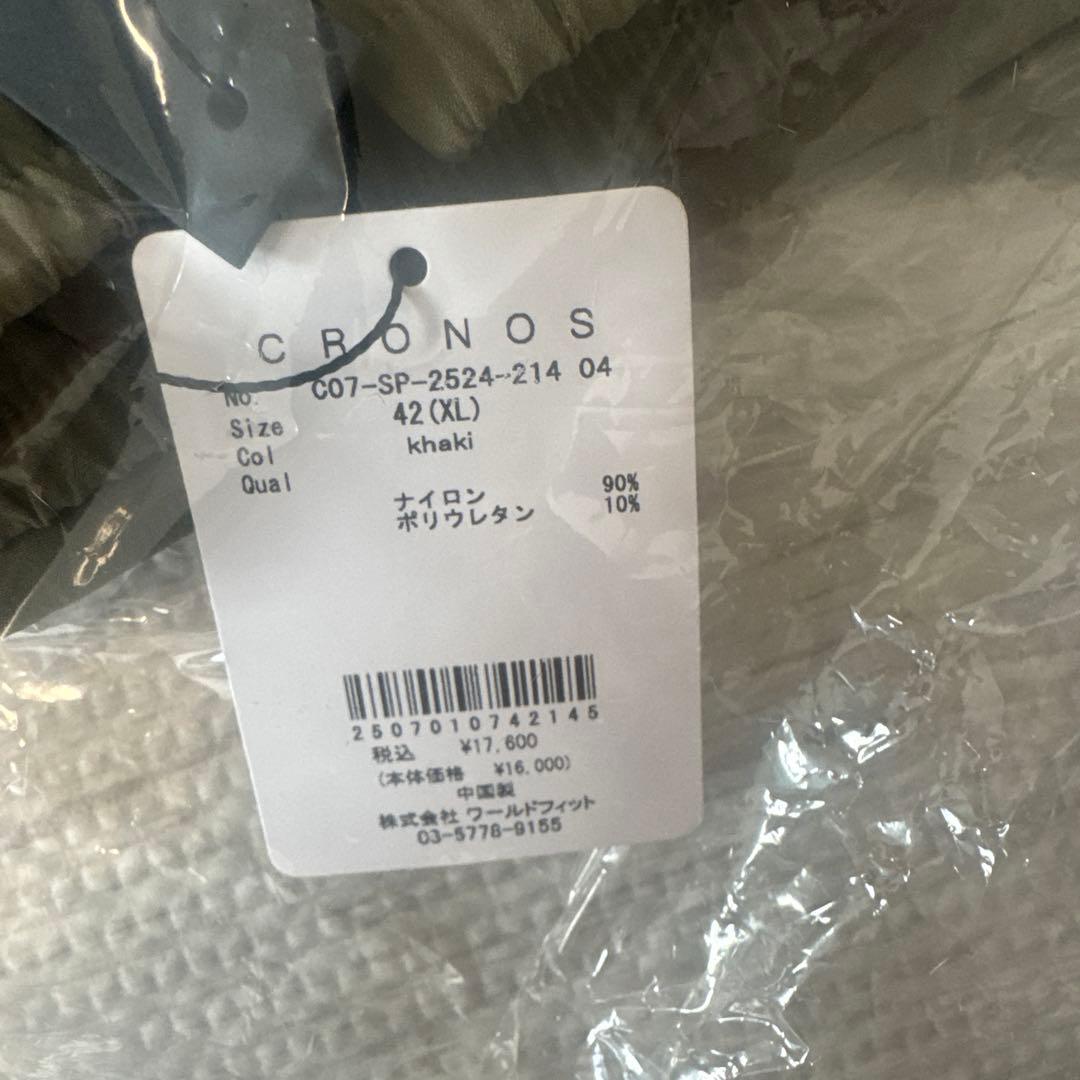 CRONOS
No. C07-SP-2524-214 04
Size 42(XL)
Col khaki
Qual
ナイロン 90%
ポリウレタン 10%
2507010742145
税込 ¥17,600
(本体価格 ¥16,000)
中国製
株式会社 ワールドフィット
03-5778-9155